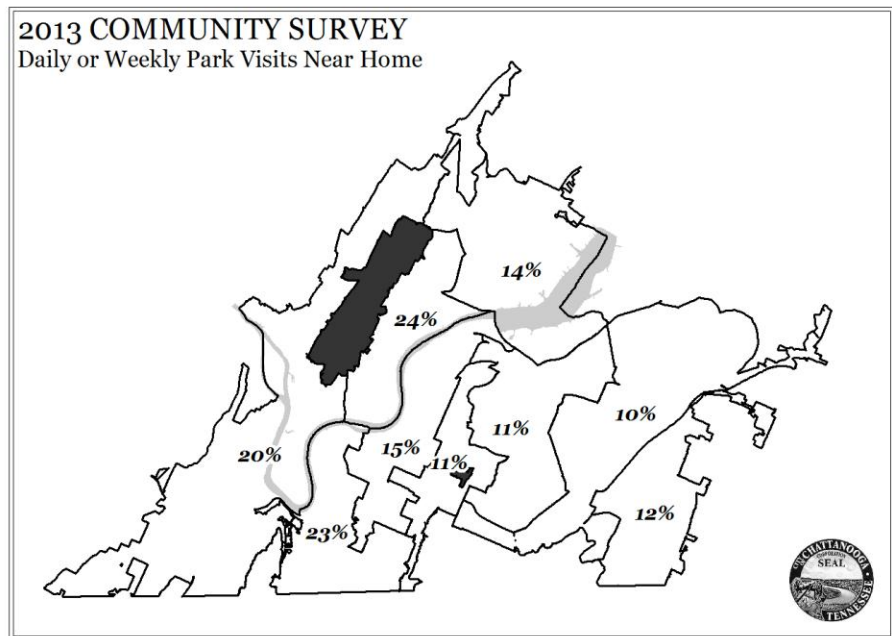 2013 COMMUNITY SURVEY
Daily or Weekly Park Visits Near Home
14%
24%
10%
11%
15%
11%
20%
12%
23%
CHATTANOOGA
SEAL
TENNESSEE